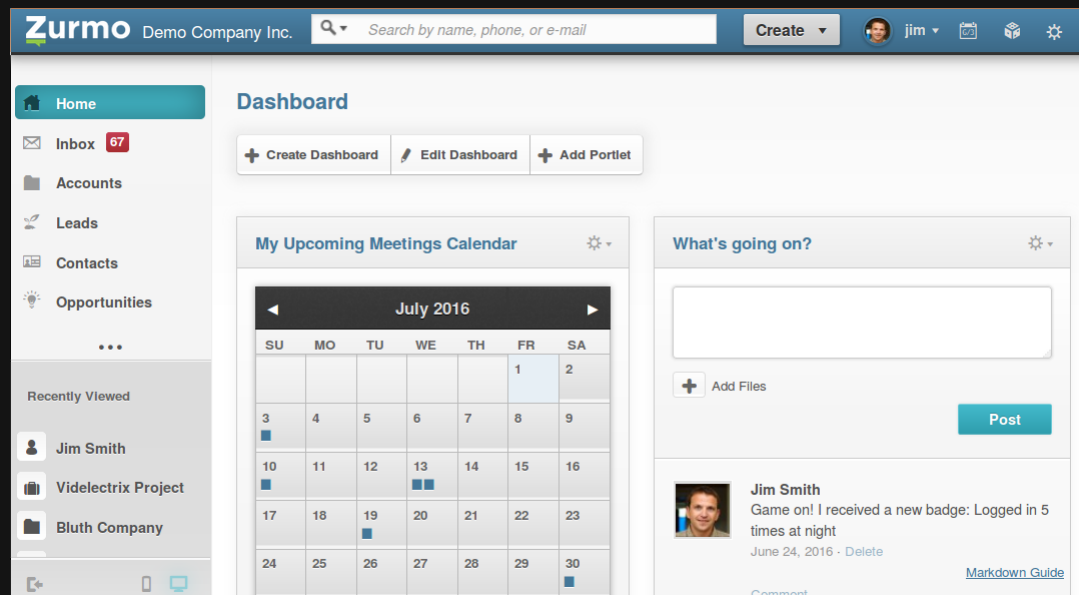 Zurmo Demo Company Inc.
Search by name, phone, or e-mail
Create
jim
Home
Inbox 67
Accounts
Leads
Contacts
Opportunities
•••
Recently Viewed
Jim Smith
Videlectrix Project
Bluth Company
Dashboard
Create Dashboard
Edit Dashboard
Add Portlet
My Upcoming Meetings Calendar
July 2016
SU MO TU WE TH FR SA
1 2
3 4 5 6 7 8 9
10 11 12 13 14 15 16
17 18 19 20 21 22 23
24 25 26 27 28 29 30
What's going on?
Add Files
Post
Jim Smith
Game on! I received a new badge: Logged in 5
times at night
June 24, 2016 · Delete
Markdown Guide
Comment